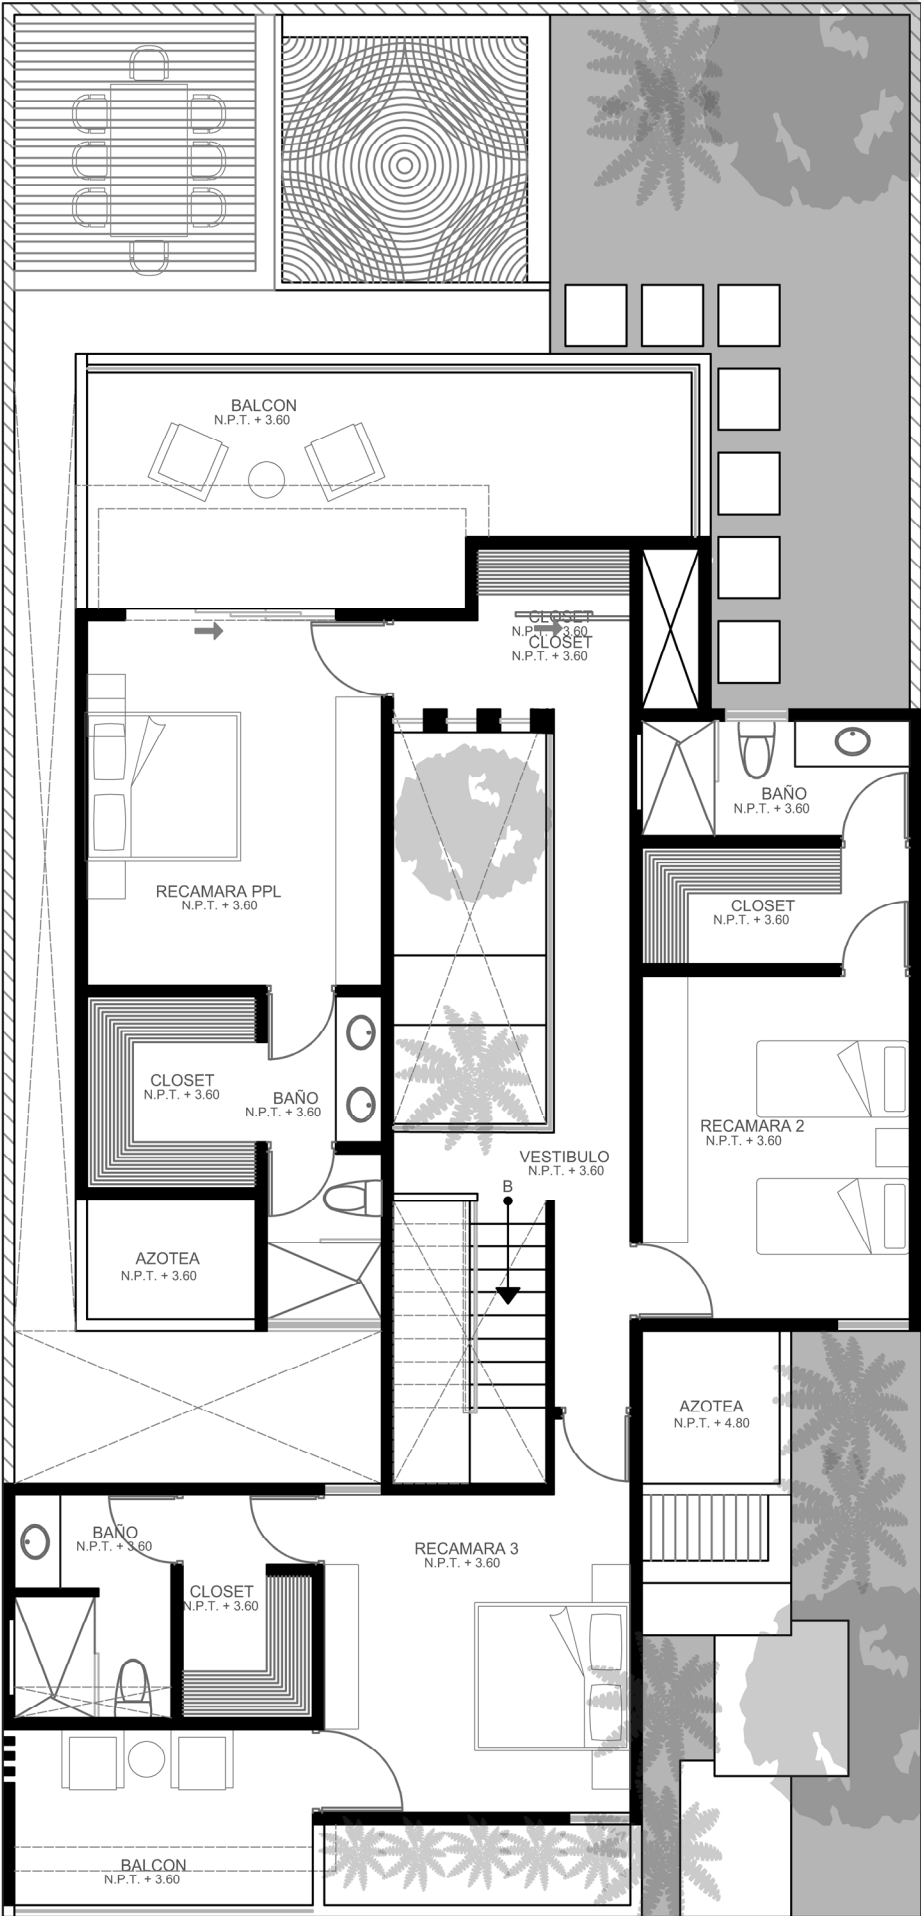 BALCON
N.P.T. + 3.60
CLOSET
N.P.T. + 3.60
CLOSET
N.P.T. + 3.60
BAÑO
N.P.T. + 3.60
RECAMARA PPL
N.P.T. + 3.60
CLOSET
N.P.T. + 3.60
CLOSET
N.P.T. + 3.60
BAÑO
N.P.T. + 3.60
RECAMARA 2
N.P.T. + 3.60
VESTIBULO
N.P.T. + 3.60
B
AZOTEA
N.P.T. + 3.60
AZOTEA
N.P.T. + 4.80
BAÑO
N.P.T. + 3.60
RECAMARA 3
N.P.T. + 3.60
CLOSET
N.P.T. + 3.60
BALCON
N.P.T. + 3.60